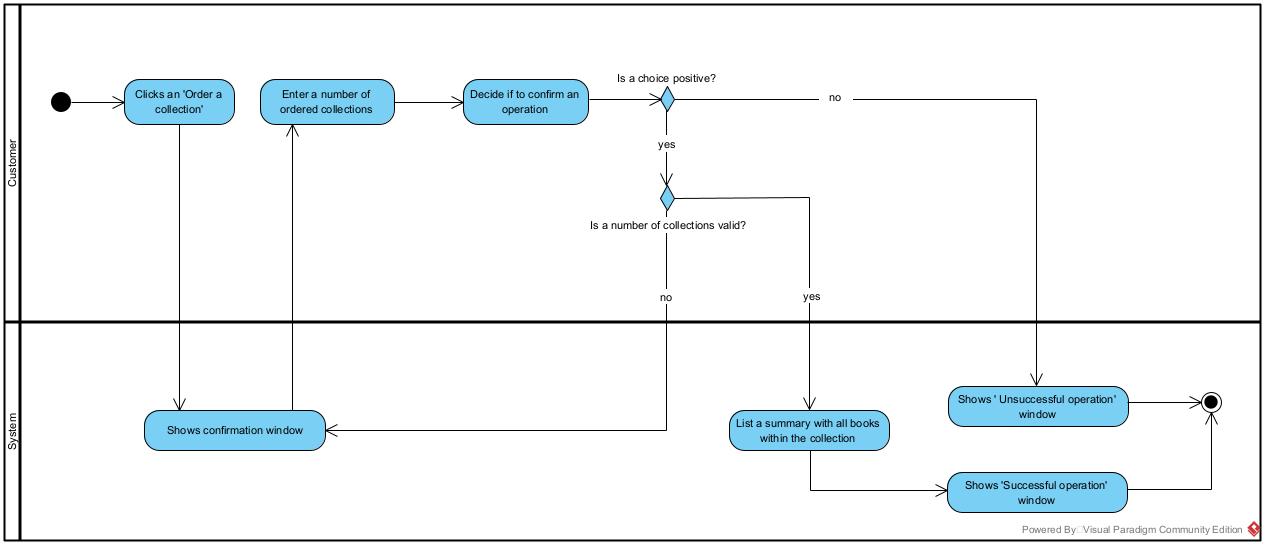 Customer
Is a choice positive?
Clicks an 'Order a
collection'
Enter a number of
ordered collections
Decide if to confirm an
operation
no
yes
Is a number of collections valid?
no
yes
System
Shows confirmation window
List a summary with all books
within the collection
Shows ' Unsuccessful operation'
window
Shows 'Successful operation'
window
Powered By Visual Paradigm Community Edition